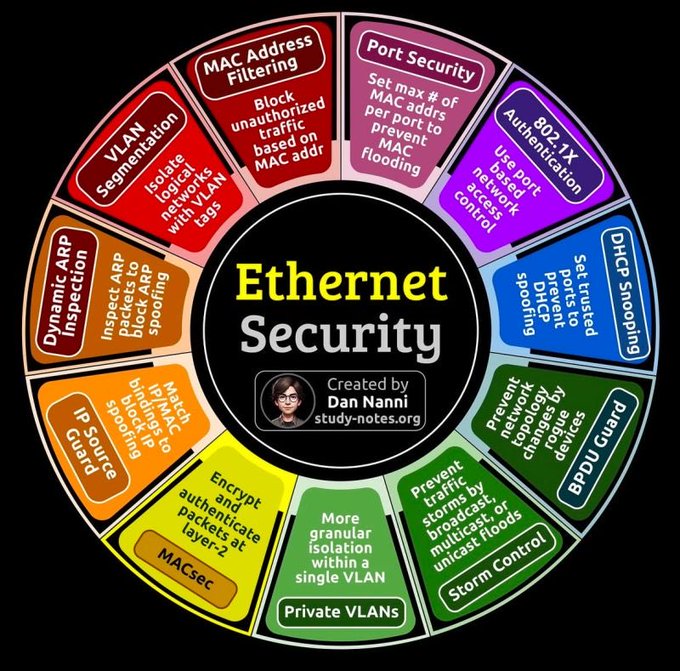 Ethernet
Security
Created by
Dan Nanni
study-notes.org
Port Security
Set max # of
MAC addrs
per port to
prevent
MAC
flooding
802.1X
Authentication
Use port
based
network
access
control
DHCP Snooping
Set trusted
ports to
prevent
DHCP
spoofing
BPDU Guard
Prevent
network
topology
changes by
rogue
devices
Storm Control
Prevent
traffic
storms by
broadcast,
multicast, or
unicast floods
Private VLANs
More
granular
isolation
within a
single VLAN
MACsec
Encrypt
and
authenticate
packets at
layer-2
IP Source
Guard
Match
IP/MAC
bindings to
block IP
spoofing
Dynamic ARP
Inspection
Inspect ARP
packets to
block ARP
spoofing
VLAN
Segmentation
Isolate
logical
networks
with VLAN
tags
MAC Address
Filtering
Block
unauthorized
traffic
based on
MAC addr